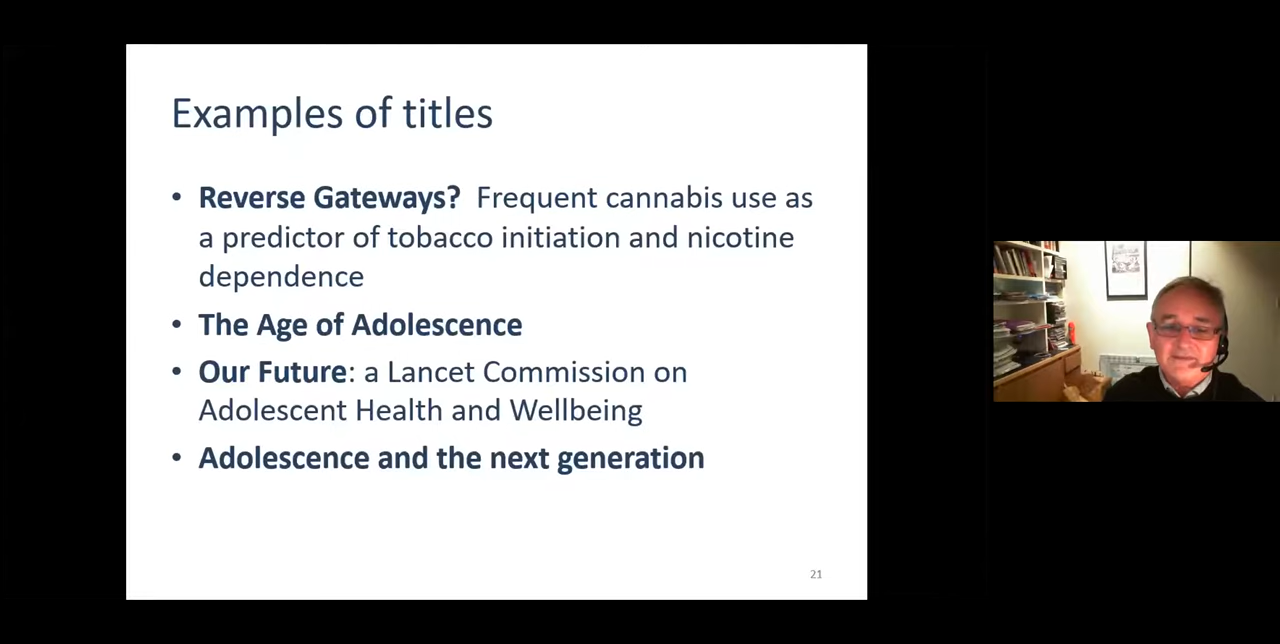 Examples of titles
• Reverse Gateways? Frequent cannabis use as
a predictor of tobacco initiation and nicotine
dependence
• The Age of Adolescence
• Our Future: a Lancet Commission on
Adolescent Health and Wellbeing
• Adolescence and the next generation
21